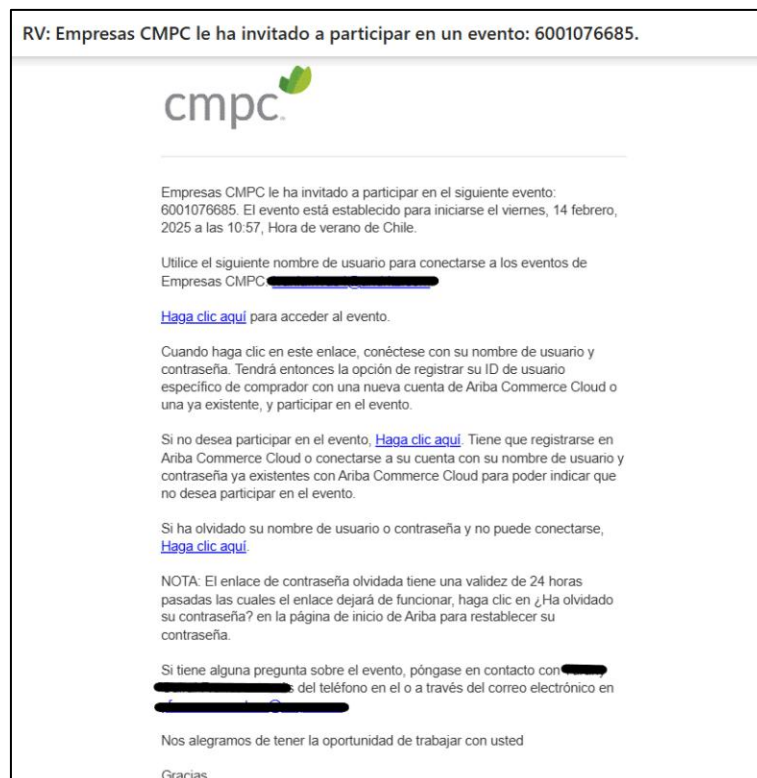 RV: Empresas CMPC le ha invitado a participar en un evento: 6001076685.
cmpc
Empresas CMPC le ha invitado a participar en el siguiente evento:
6001076685. El evento está establecido para iniciarse el viernes, 14 febrero,
2025 a las 10:57, Hora de verano de Chile.
Utilice el siguiente nombre de usuario para conectarse a los eventos de
Empresas CMPC:
Haga clic aquí para acceder al evento.
Cuando haga clic en este enlace, conéctese con su nombre de usuario y
contraseña. Tendrá entonces la opción de registrar su ID de usuario
específico de comprador con una nueva cuenta de Ariba Commerce Cloud o
una ya existente, y participar en el evento.
Si no desea participar en el evento, Haga clic aquí. Tiene que registrarse en
Ariba Commerce Cloud o conectarse a su cuenta con su nombre de usuario y
contraseña ya existentes con Ariba Commerce Cloud para poder indicar que
no desea participar en el evento.
Si ha olvidado su nombre de usuario o contraseña y no puede conectarse,
Haga clic aquí.
NOTA: El enlace de contraseña olvidada tiene una validez de 24 horas
pasadas las cuales el enlace dejará de funcionar, haga clic en ¿Ha olvidado
su contraseña? en la página de inicio de Ariba para restablecer su
contraseña.
Si tiene alguna pregunta sobre el evento, póngase en contacto con
del teléfono en el o a través del correo electrónico en
Nos alegramos de tener la oportunidad de trabajar con usted
Gracias